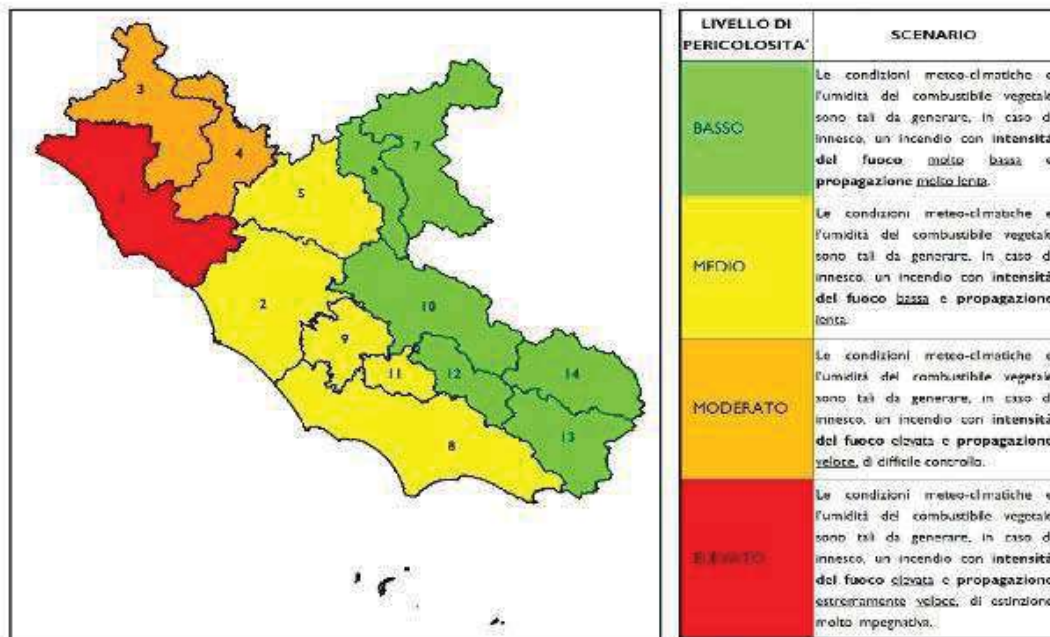 3
4
7
6
5
1
2
10
9
11
12
14
13
8
LIVELLO DI
PERICOLOSITA'
SCENARIO
BASSO
Le condizioni meteo-climatiche e
l'umidità del combustibile vegetale
sono tali da generare, in caso d
innesco, un incendio con intensità
del fuoco molto bassa e
propagazione molto lenta.
MEDIO
Le condizioni meteo-climatiche e
l'umidità del combustibile vegetale
sono tali da generare, in caso d
innesco, un incendio con intensità
del fuoco bassa e propagazione
lenta.
MODERATO
Le condizioni meteo-climatiche e
l'umidità del combustibile vegetale
sono tali da generare, in caso d
innesco, un incendio con intensità
del fuoco elevata e propagazione
veloce, di difficile controllo.
ELEVATO
Le condizioni meteo-climatiche e
l'umidità del combustibile vegetale
sono tali da generare, in caso d
innesco, un incendio con intensità
del fuoco elevata e propagazione
estremamente veloce, di estinzione
molto impegnativa.